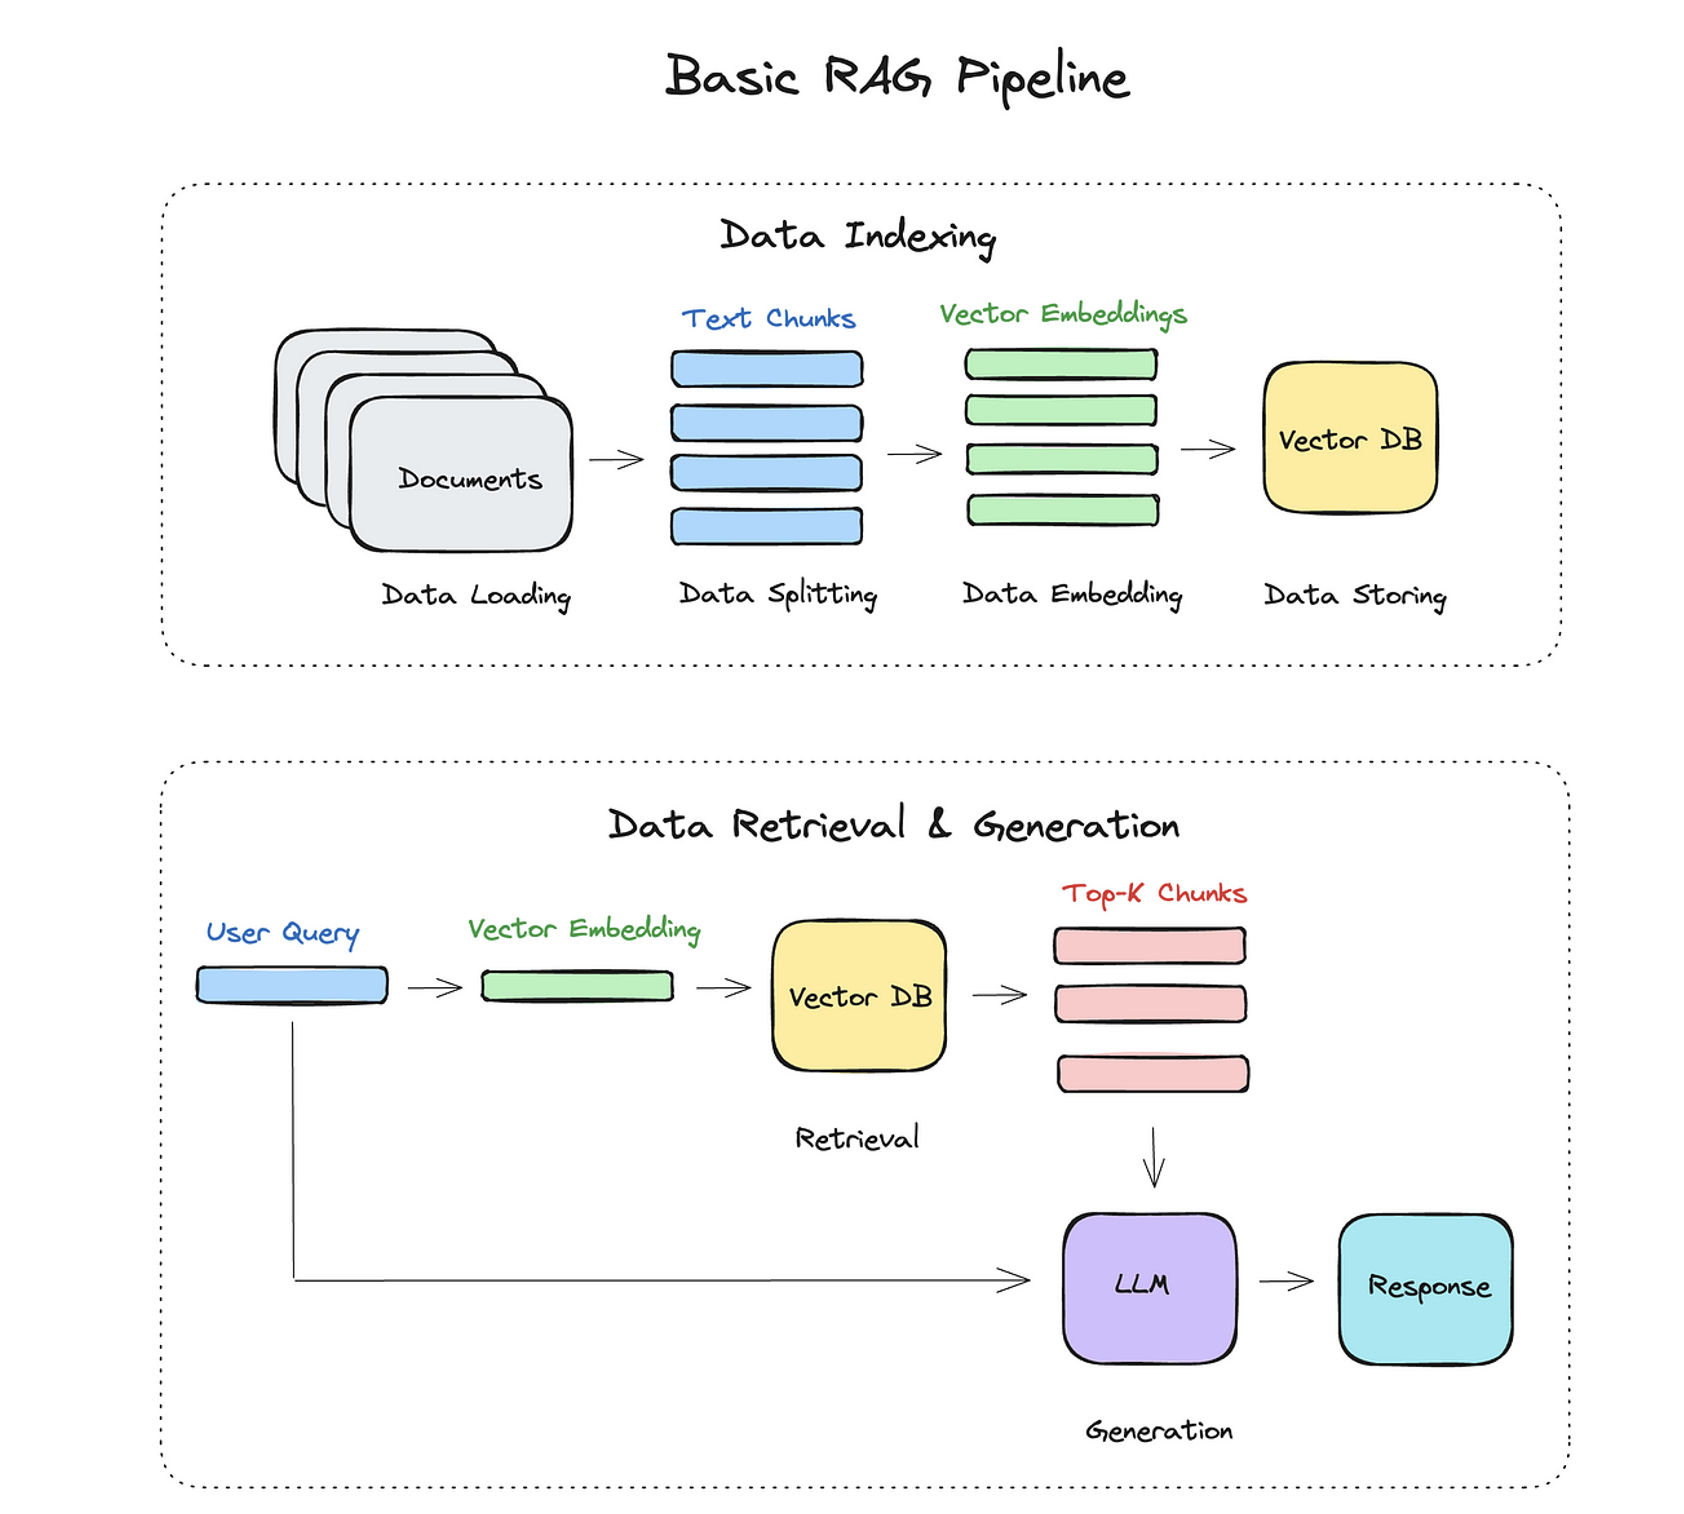 Basic RAG Pipeline
Data Indexing
Text Chunks
Vector Embeddings
Documents
Vector DB
Data Loading
Data Splitting
Data Embedding
Data Storing
Data Retrieval & Generation
User Query
Vector Embedding
Top-K Chunks
Vector DB
Retrieval
LLM
Response
Generation